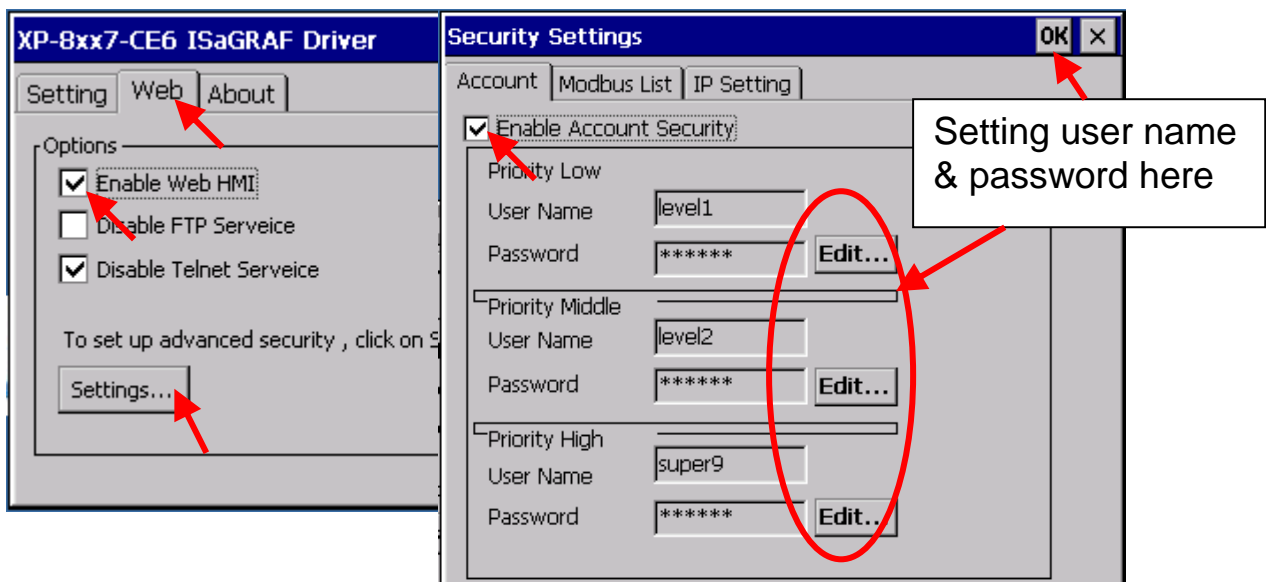 XP-8xx7-CE6 ISaGRAF Driver
Setting Web About
Options
Enable Web HMI
Disable FTP Serveice
Disable Telnet Serveice
To set up advanced security , click on
Settings...
Security Settings
OK
Account Modbus List IP Setting
Enable Account Security
Priority Low
User Name level1
Password ****** Edit...
Priority Middle
User Name level2
Password ****** Edit...
Priority High
User Name super9
Password ****** Edit...
Setting user name
& password here